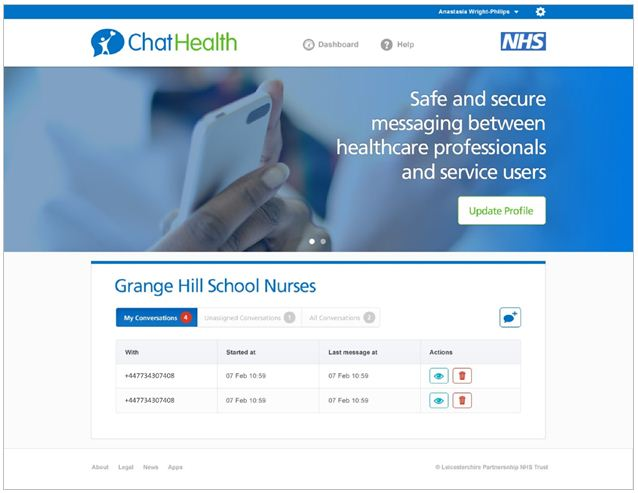 Anastasia Wright-Philips
ChatHealth
Dashboard
Help
NHS
Safe and secure
messaging between
healthcare professionals
and service users
Update Profile
Grange Hill School Nurses
My Conversations 4
Unassigned Conversations 1
All Conversations 2
With Started at Last message at Actions
+447734307408 07 Feb 10:59 07 Feb 10:59
+447734307408 07 Feb 10:59 07 Feb 10:59
About Legal News Apps
© Leicestershire Partnership NHS Trust